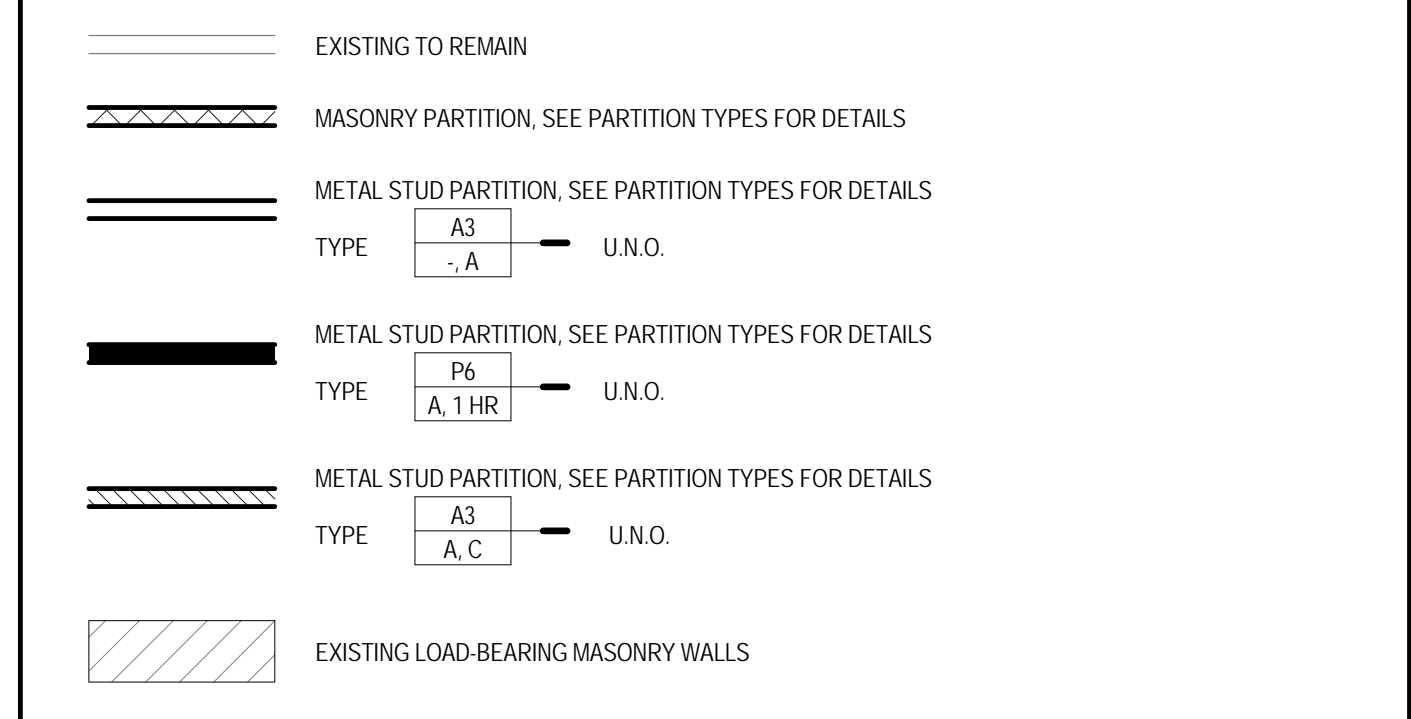 EXISTING TO REMAIN
MASONRY PARTITION, SEE PARTITION TYPES FOR DETAILS
METAL STUD PARTITION, SEE PARTITION TYPES FOR DETAILS
TYPE A3 U.N.O.
-, A
METAL STUD PARTITION, SEE PARTITION TYPES FOR DETAILS
TYPE P6 U.N.O.
A, 1 HR
METAL STUD PARTITION, SEE PARTITION TYPES FOR DETAILS
TYPE A3 U.N.O.
A, C
EXISTING LOAD-BEARING MASONRY WALLS